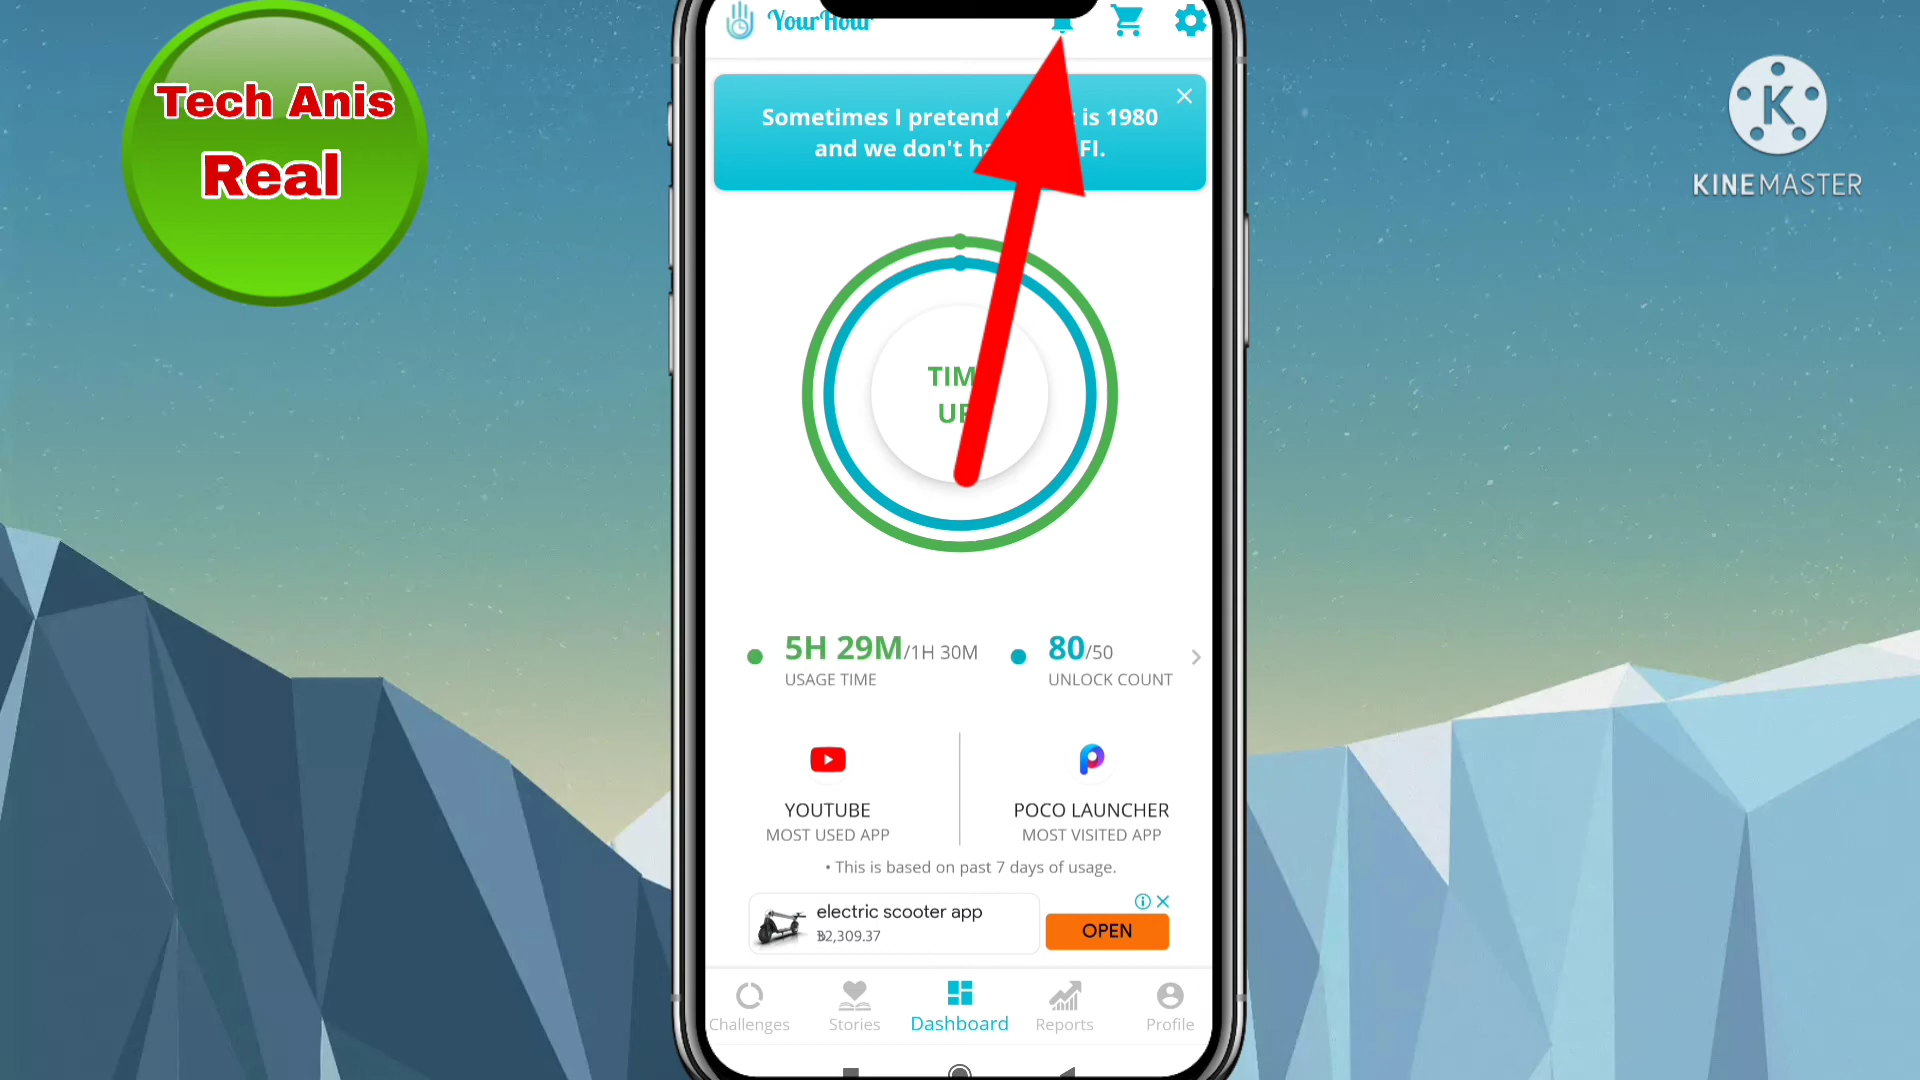 Tech Anis
Real
KINEMASTER
YourHour
Sometimes I pretend is 1980
and we don't FI.
TIM
UP
5H 29M/1H 30M
USAGE TIME
80/50
UNLOCK COUNT
YOUTUBE
MOST USED APP
POCO LAUNCHER
MOST VISITED APP
• This is based on past 7 days of usage.
electric scooter app
฿2,309.37
OPEN
Challenges
Stories
Dashboard
Reports
Profile